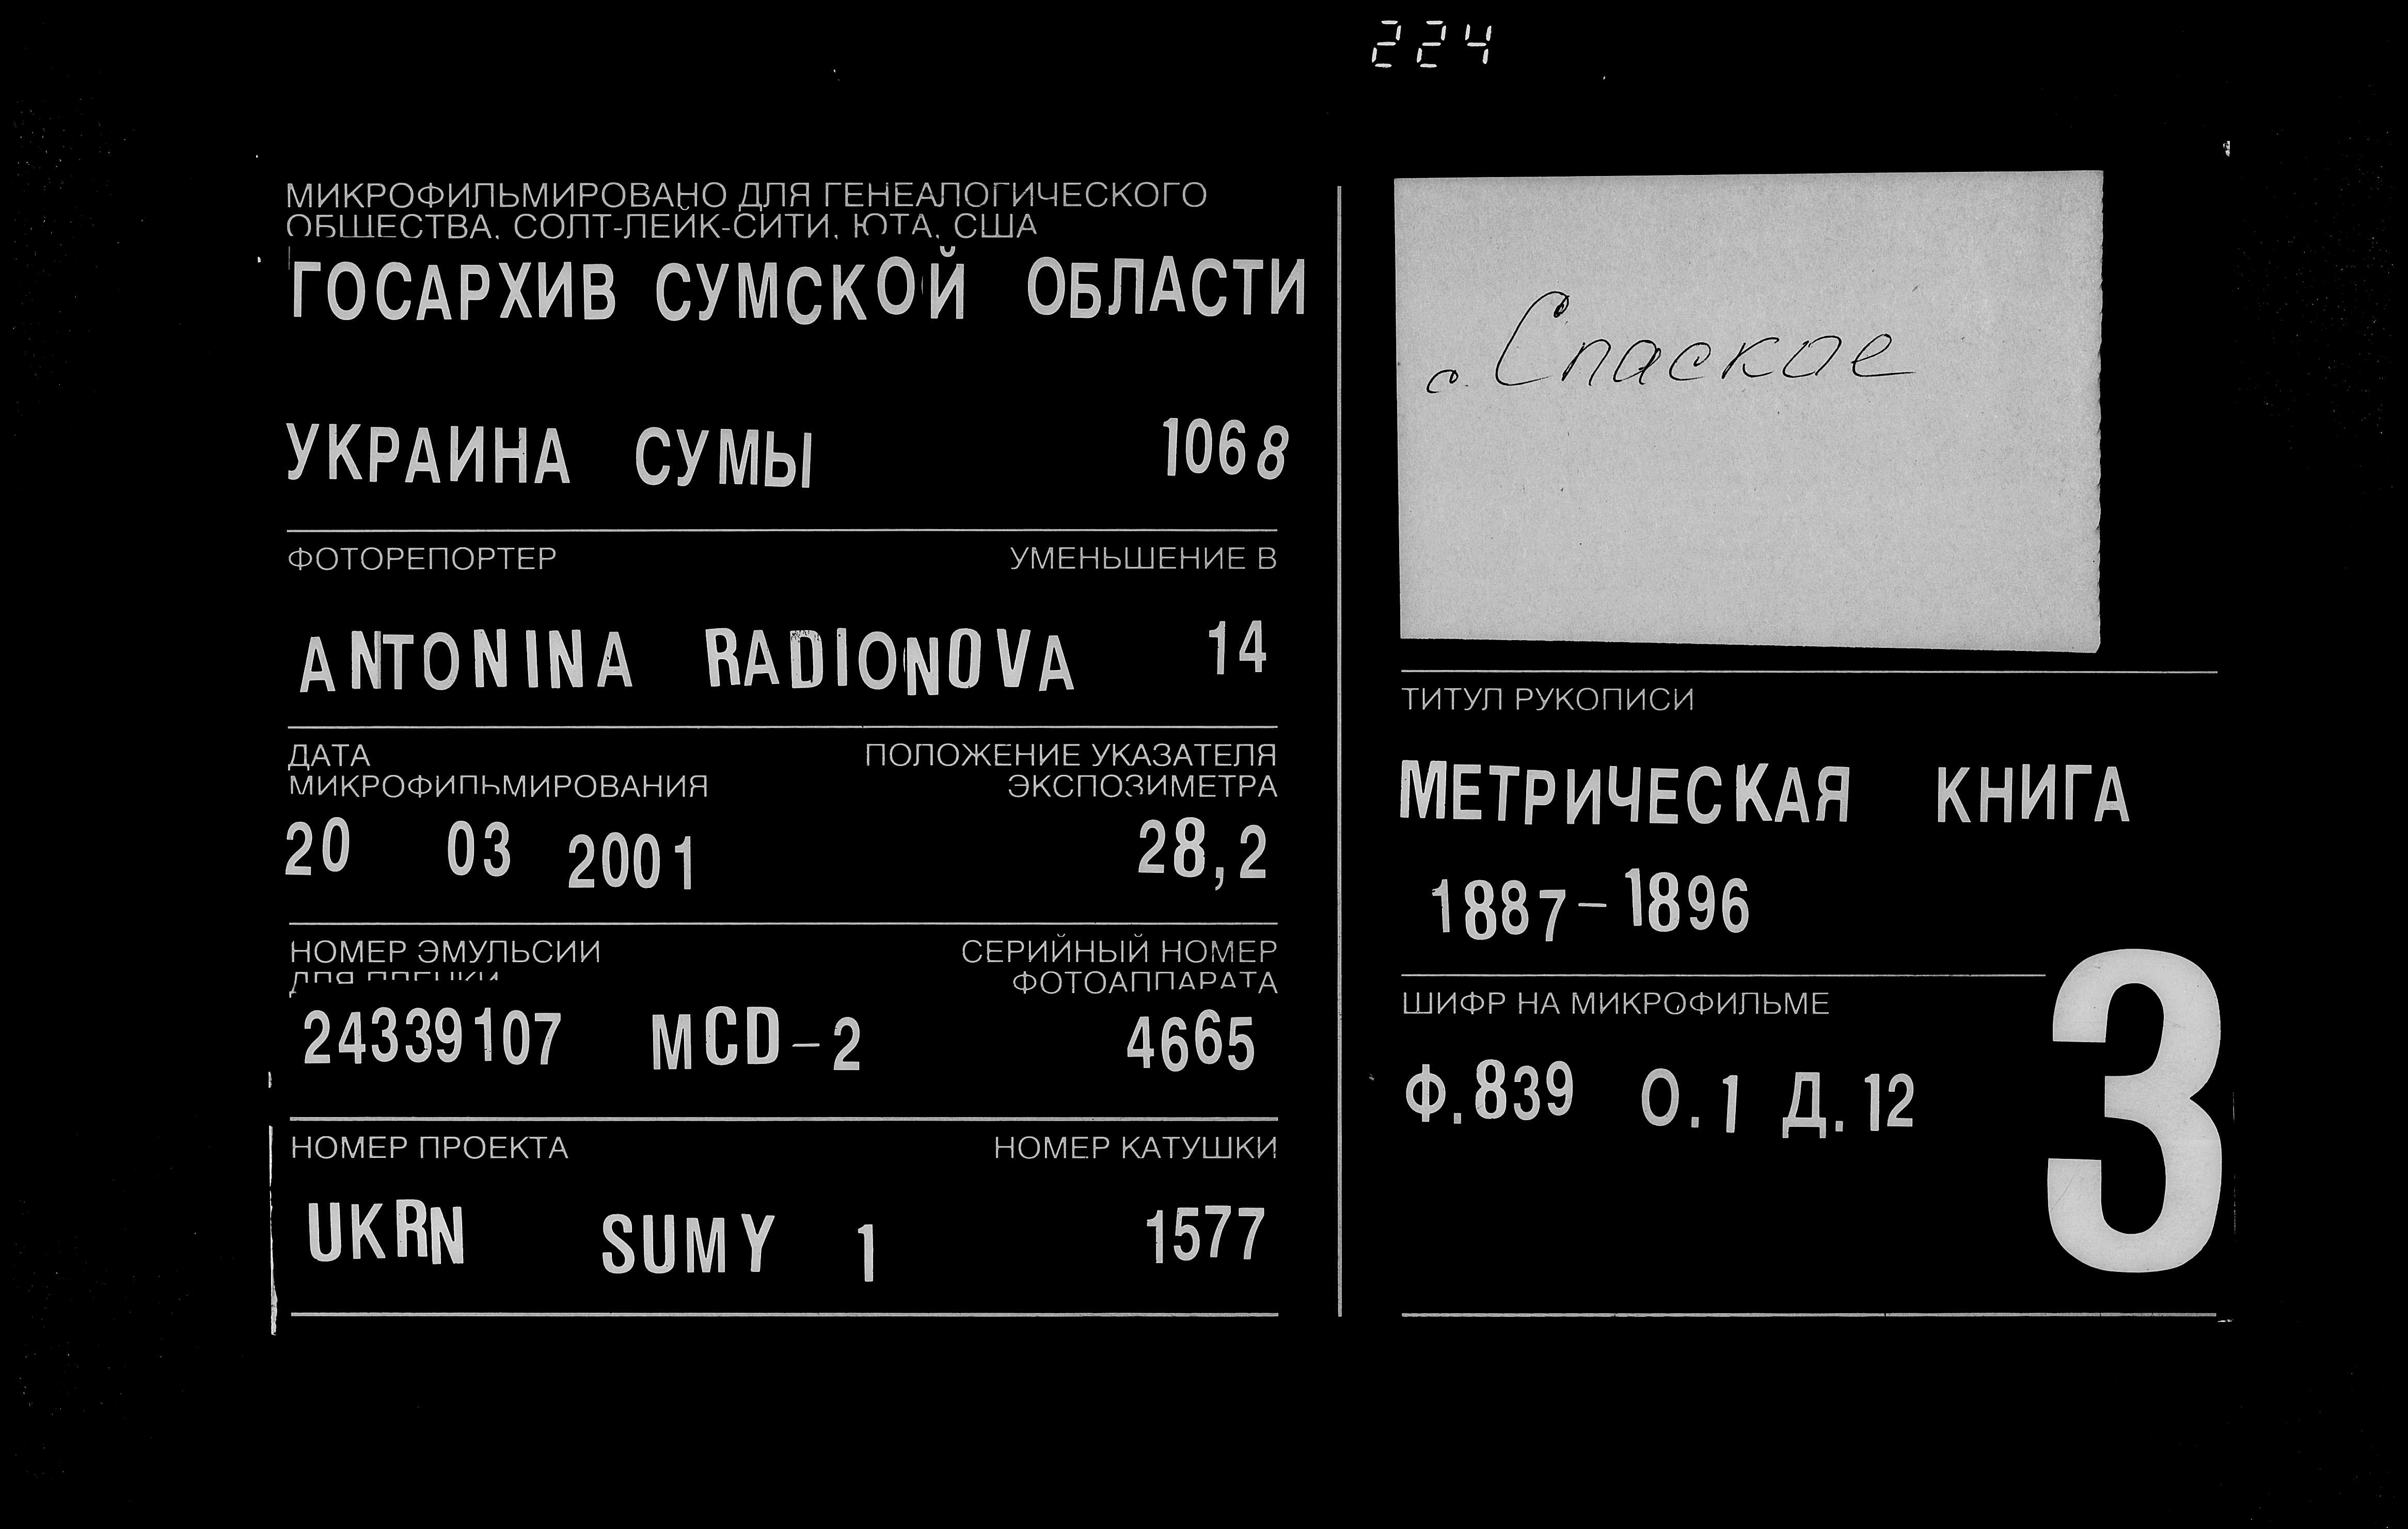 224
МИКРОФИЛЬМИРОВАНО ДЛЯ ГЕНЕАЛОГИЧЕСКОГО
ОБЩЕСТВА, СОЛТ-ЛЕЙК-СИТИ, ЮТА, США
ГОСАРХИВ СУМСКОЙ ОБЛАСТИ
УКРАИНА СУМЫ 1068
ФОТОРЕПОРТЕР УМЕНЬШЕНИЕ В
ANTONINA RADIONOVA 14
ДАТА ПОЛОЖЕНИЕ УКАЗАТЕЛЯ
МИКРОФИЛЬМИРОВАНИЯ ЭКСПОЗИМЕТРА
20 03 2001 28,2
НОМЕР ЭМУЛЬСИИ СЕРИЙНЫЙ НОМЕР
ДЛЯ ПЛЕНКИ ФОТОАППАРАТА
24339107 MCD-2 4665
НОМЕР ПРОЕКТА НОМЕР КАТУШКИ
UKRN SUMY 1 1577
с. Спаское
ТИТУЛ РУКОПИСИ
МЕТРИЧЕСКАЯ КНИГА
1887-1896
ШИФР НА МИКРОФИЛЬМЕ
Ф.839 О.1 Д.12
3